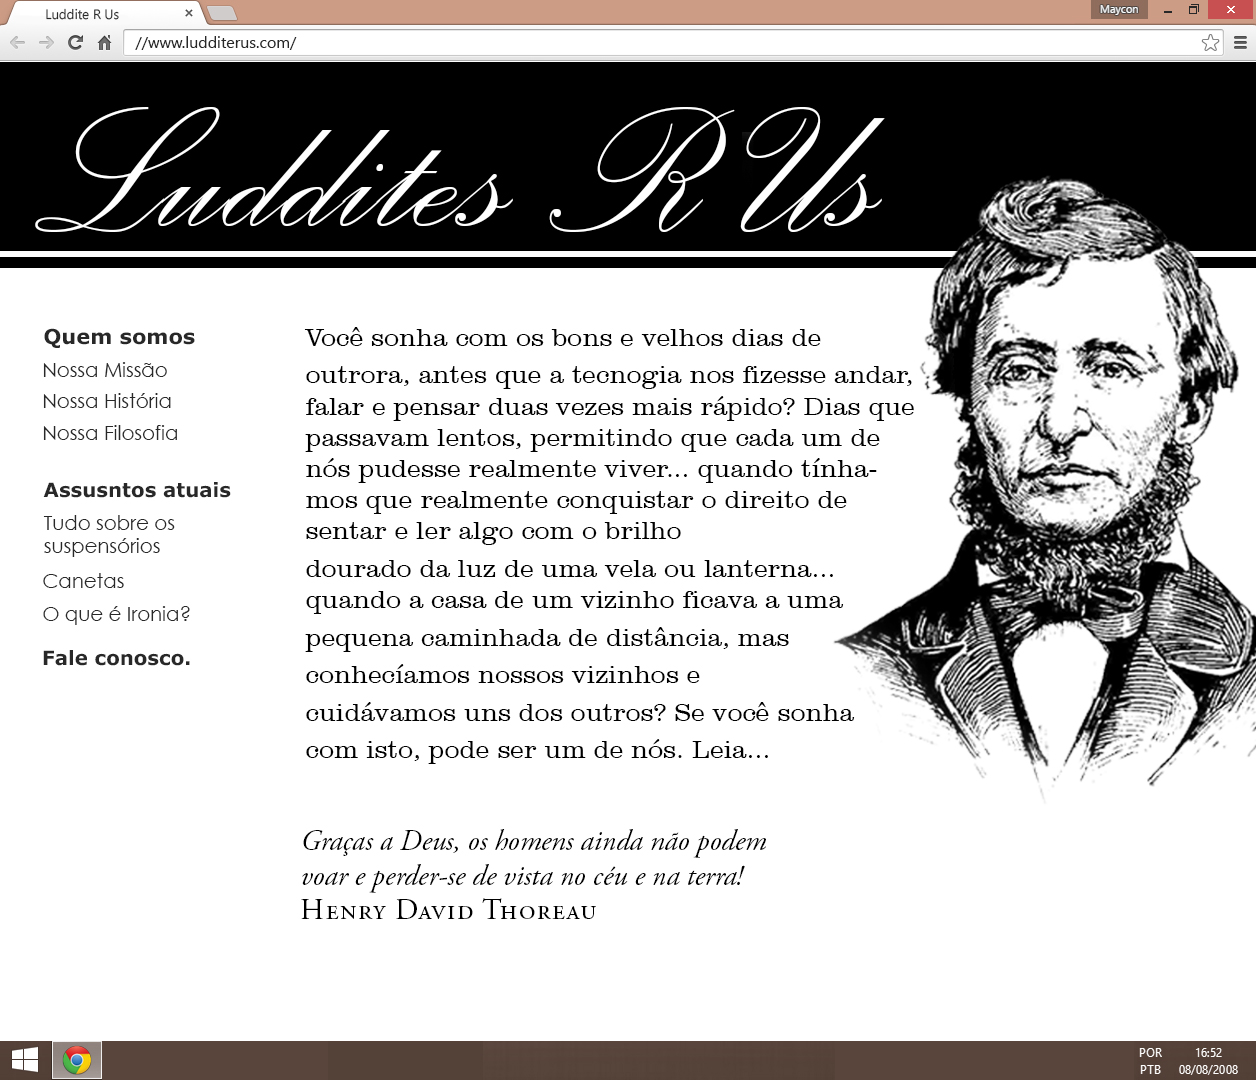 Luddite R Us
Maycon
//www.ludditerus.com/
Luddites R Us
Quem somos
Nossa Missão
Nossa História
Nossa Filosofia
Assusntos atuais
Tudo sobre os
suspensórios
Canetas
O que é Ironia?
Fale conosco.
Você sonha com os bons e velhos dias de
outrora, antes que a tecnogia nos fizesse andar,
falar e pensar duas vezes mais rápido? Dias que
passavam lentos, permitindo que cada um de
nós pudesse realmente viver... quando tínha-
mos que realmente conquistar o direito de
sentar e ler algo com o brilho
dourado da luz de uma vela ou lanterna...
quando a casa de um vizinho ficava a uma
pequena caminhada de distância, mas
conhecíamos nossos vizinhos e
cuidávamos uns dos outros? Se você sonha
com isto, pode ser um de nós. Leia...
Graças a Deus, os homens ainda não podem
voar e perder-se de vista no céu e na terra!
Henry David Thoreau
POR
PTB
16:52
08/08/2008